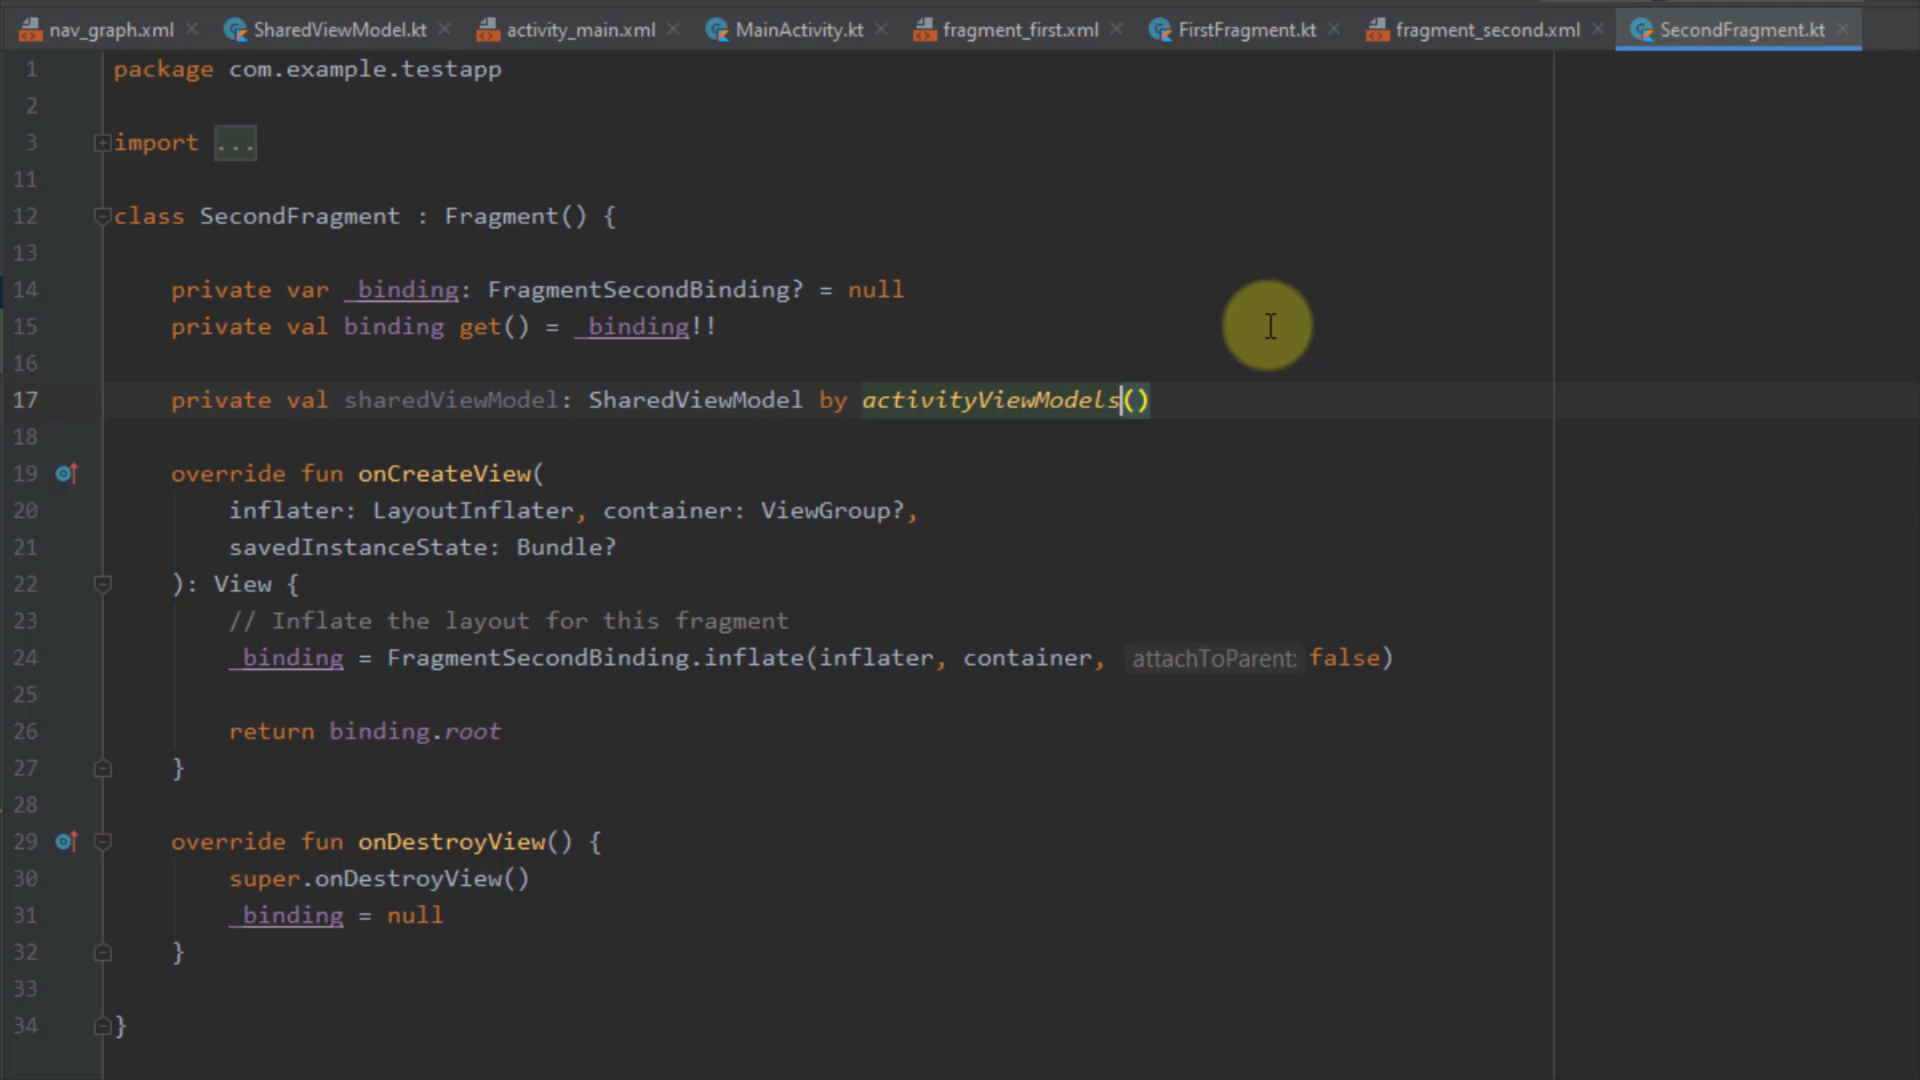 nav_graph.xml SharedViewModel.kt activity_main.xml MainActivity.kt fragment_first.xml FirstFragment.kt fragment_second.xml SecondFragment.kt
1 package com.example.testapp
2
3 import ...
11
12 class SecondFragment : Fragment() {
13
14 private var _binding: FragmentSecondBinding? = null
15 private val binding get() = _binding!!
16
17 private val sharedViewModel: SharedViewModel by activityViewModels()
18
19 override fun onCreateView(
20 inflater: LayoutInflater, container: ViewGroup?,
21 savedInstanceState: Bundle?
22 ): View {
23 // Inflate the layout for this fragment
24 _binding = FragmentSecondBinding.inflate(inflater, container, attachToParent: false)
25
26 return binding.root
27 }
28
29 override fun onDestroyView() {
30 super.onDestroyView()
31 _binding = null
32 }
33
34 }